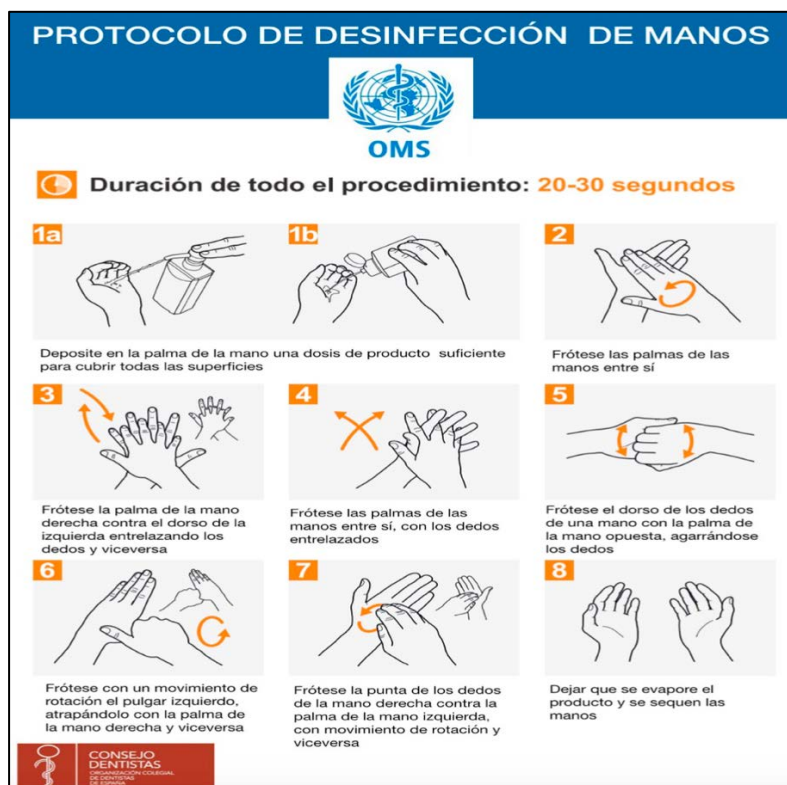 PROTOCOLO DE DESINFECCIÓN DE MANOS
OMS
Duración de todo el procedimiento: 20-30 segundos
1a
1b
Deposite en la palma de la mano una dosis de producto suficiente
para cubrir todas las superficies
2
Frótese las palmas de las
manos entre sí
3
Frótese la palma de la mano
derecha contra el dorso de la
izquierda entrelazando los
dedos y viceversa
4
Frótese las palmas de las
manos entre sí, con los dedos
entrelazados
5
Frótese el dorso de los dedos
de una mano con la palma de
la mano opuesta, agarrándose
los dedos
6
Frótese con un movimiento de
rotación el pulgar izquierdo,
atrapándolo con la palma de
la mano derecha y viceversa
7
Frótese la punta de los dedos
de la mano derecha contra la
palma de la mano izquierda,
con movimiento de rotación y
viceversa
8
Dejar que se evapore el
producto y se sequen las
manos
CONSEJO
DENTISTAS
ORGANIZACIÓN COLEGIAL
DE DENTISTAS
DE ESPAÑA